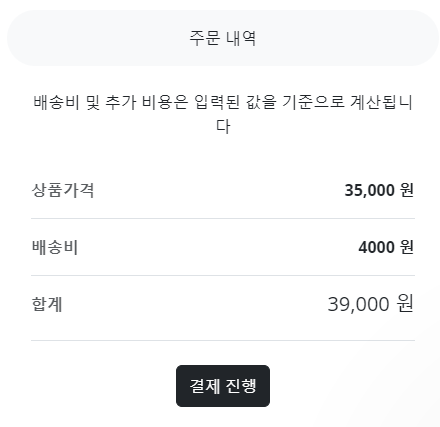 주문 내역
배송비 및 추가 비용은 입력된 값을 기준으로 계산됩니
다
상품가격 35,000 원
배송비 4000 원
합계 39,000 원
결제 진행